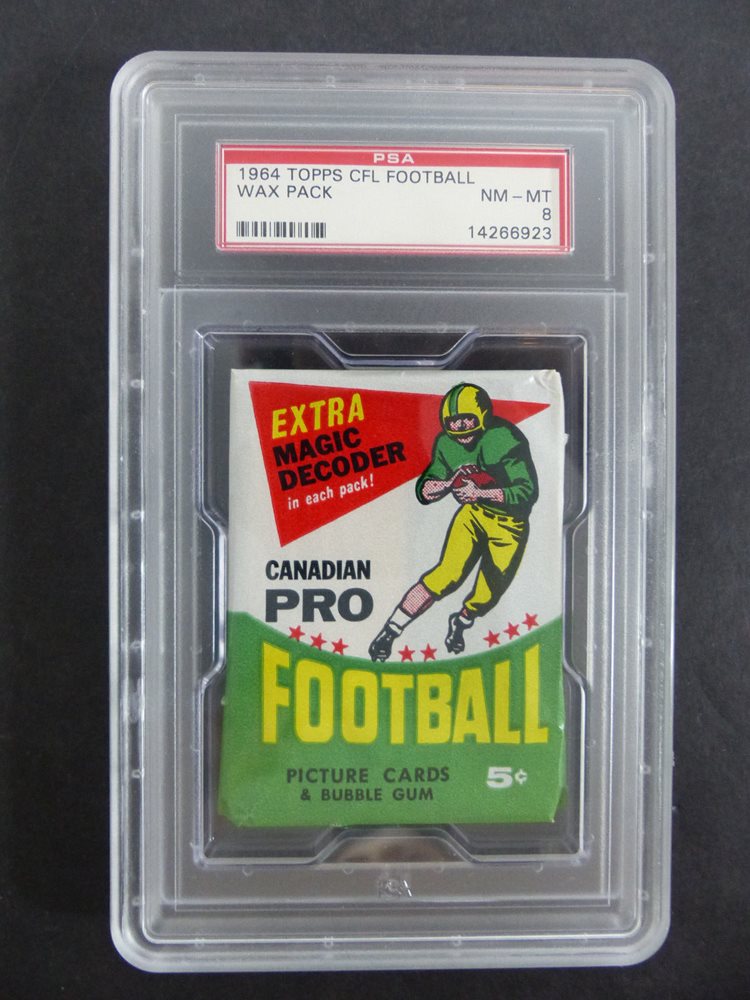 PSA
1964 TOPPS CFL FOOTBALL
WAX PACK NM-MT
8
14266923
EXTRA
MAGIC
DECODER
in each pack!
CANADIAN
PRO
FOOTBALL
PICTURE CARDS 5¢
& BUBBLE GUM
PSA